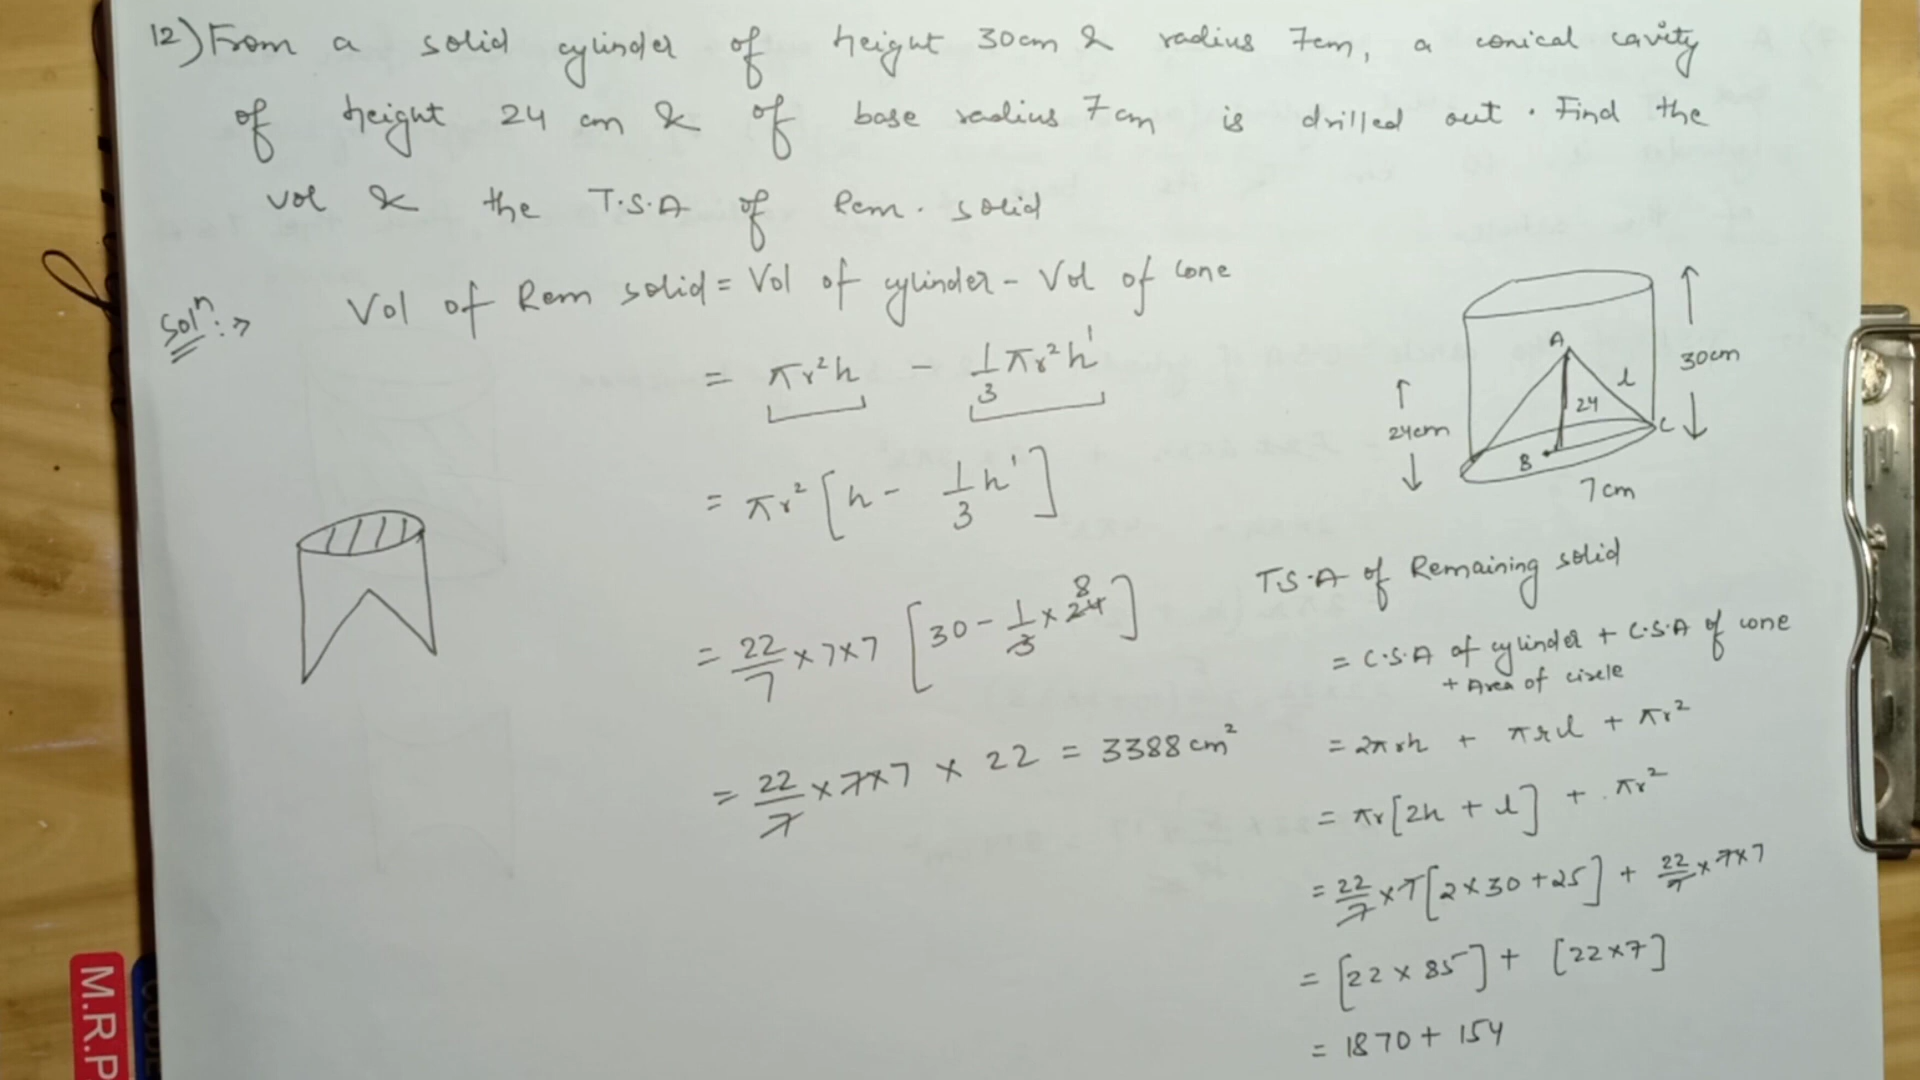 12) From a solid cylinder of height 30cm & radius 7cm, a conical cavity
of height 24 cm & of base radius 7cm is drilled out. Find the
vol & the T.S.A of Rem. solid
Solⁿ:→
Vol of Rem solid = Vol of cylinder - Vol of cone
= πr²h - 1/3 πr²h'
= πr² [h - 1/3 h']
= 22/7 × 7×7 [30 - 1/3 × 24] 8
= 22/7 × 7×7 × 22 = 3388 cm²
A
l
24
B
C
30cm
24cm
7cm
T.S.A of Remaining solid
= C.S.A of cylinder + C.S.A of cone
+ Area of circle
= 2πrh + πrl + πr²
= πr[2h + l] + πr²
= 22/7 × 7[2×30+25] + 22/7 × 7×7
= [22 × 85] + [22×7]
= 1870 + 154
M.R.P